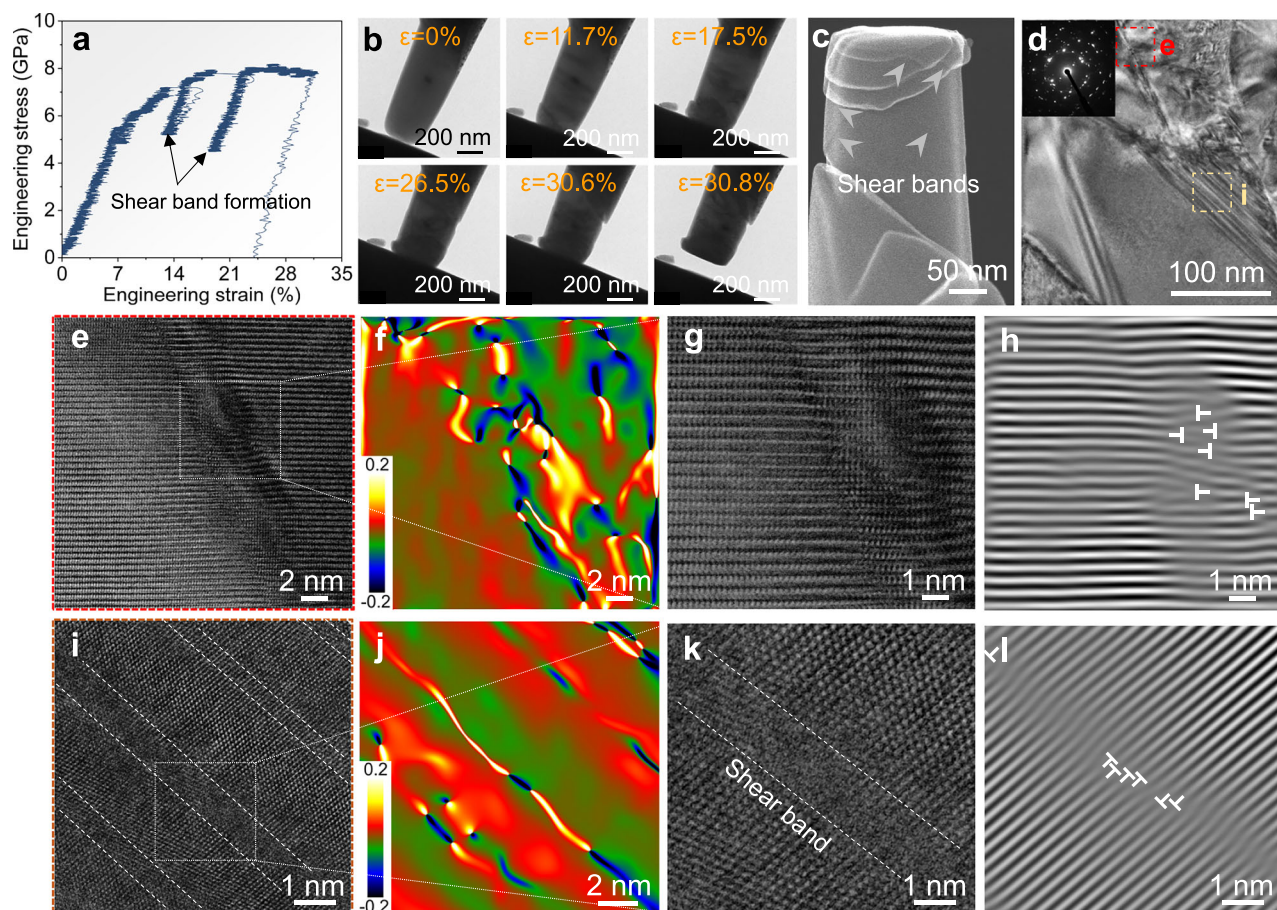 a
Engineering stress (GPa)
10
8
6
4
2
0
0
7
14
21
28
35
Engineering strain (%)
Shear band formation
b
ε=0%
200 nm
ε=11.7%
200 nm
ε=17.5%
200 nm
ε=26.5%
200 nm
ε=30.6%
200 nm
ε=30.8%
200 nm
c
Shear bands
50 nm
d
e
i
100 nm
e
2 nm
f
0.2
-0.2
2 nm
g
1 nm
h
1 nm
i
1 nm
j
0.2
-0.2
2 nm
k
Shear band
1 nm
l
1 nm